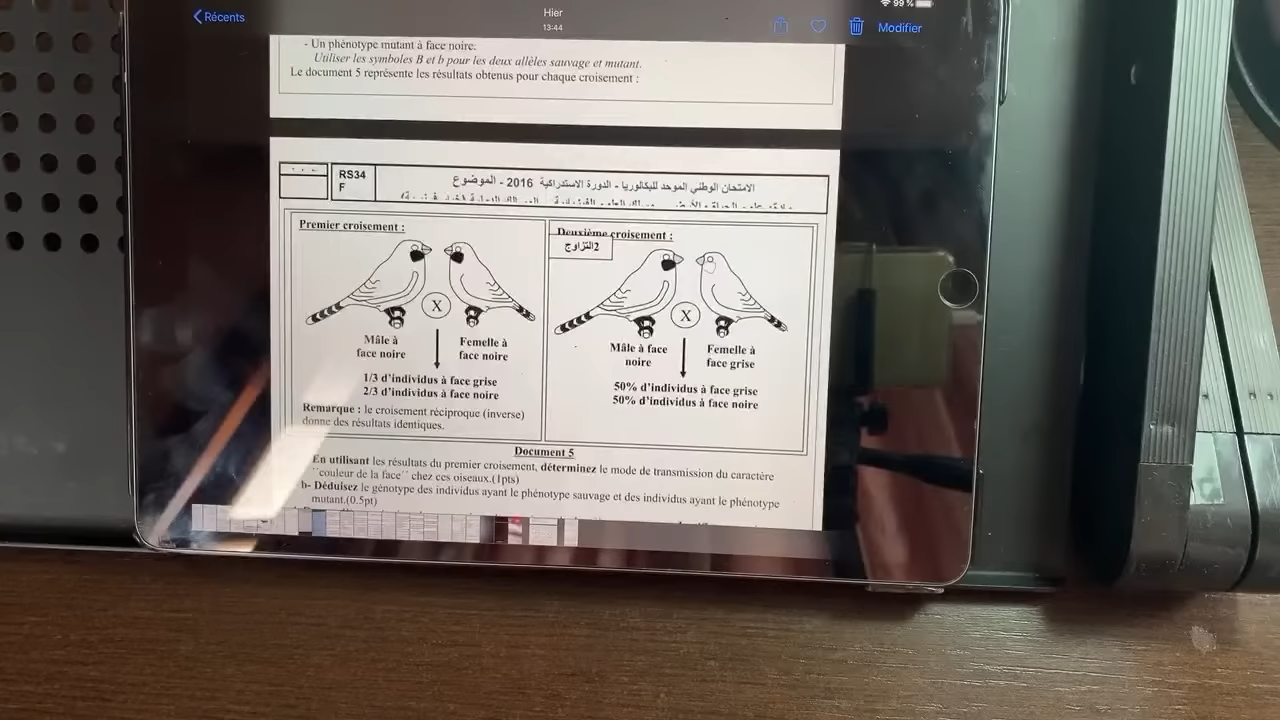 Récents
Hier
13:44
99 %
Modifier
- Un phénotype mutant à face noire.
Utiliser les symboles B et b pour les deux allèles sauvage et mutant.
Le document 5 représente les résultats obtenus pour chaque croisement :
RS34
F
الامتحان الوطني الموحد للبكالوريا - الدورة الاستدراكية 2016 - الموضوع
Premier croisement :
X
Mâle à
face noire
Femelle à
face noire
1/3 d'individus à face grise
2/3 d'individus à face noire
Remarque : le croisement réciproque (inverse)
donne des résultats identiques.
Deuxième croisement :
التزاوج2
X
Mâle à face
noire
Femelle à
face grise
50% d'individus à face grise
50% d'individus à face noire
Document 5
En utilisant les résultats du premier croisement, déterminez le mode de transmission du caractère
´´couleur de la face´´ chez ces oiseaux.(1pts)
b- Déduisez le génotype des individus ayant le phénotype sauvage et des individus ayant le phénotype
mutant.(0.5pt)